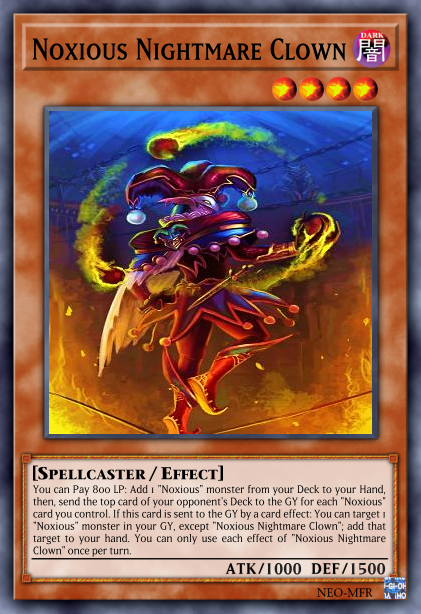 NOXIOUS NIGHTMARE CLOWN
DARK
闇
[SPELLCASTER / EFFECT]
You can Pay 800 LP: Add 1 "Noxious" monster from your Deck to your Hand,
then, send the top card of your opponent's Deck to the GY for each "Noxious"
card you control. If this card is sent to the GY by a card effect: You can target 1
"Noxious" monster in your GY, except "Noxious Nightmare Clown"; add that
target to your hand. You can only use each effect of "Noxious Nightmare
Clown" once per turn.
ATK/1000 DEF/1500
NEO-MFR